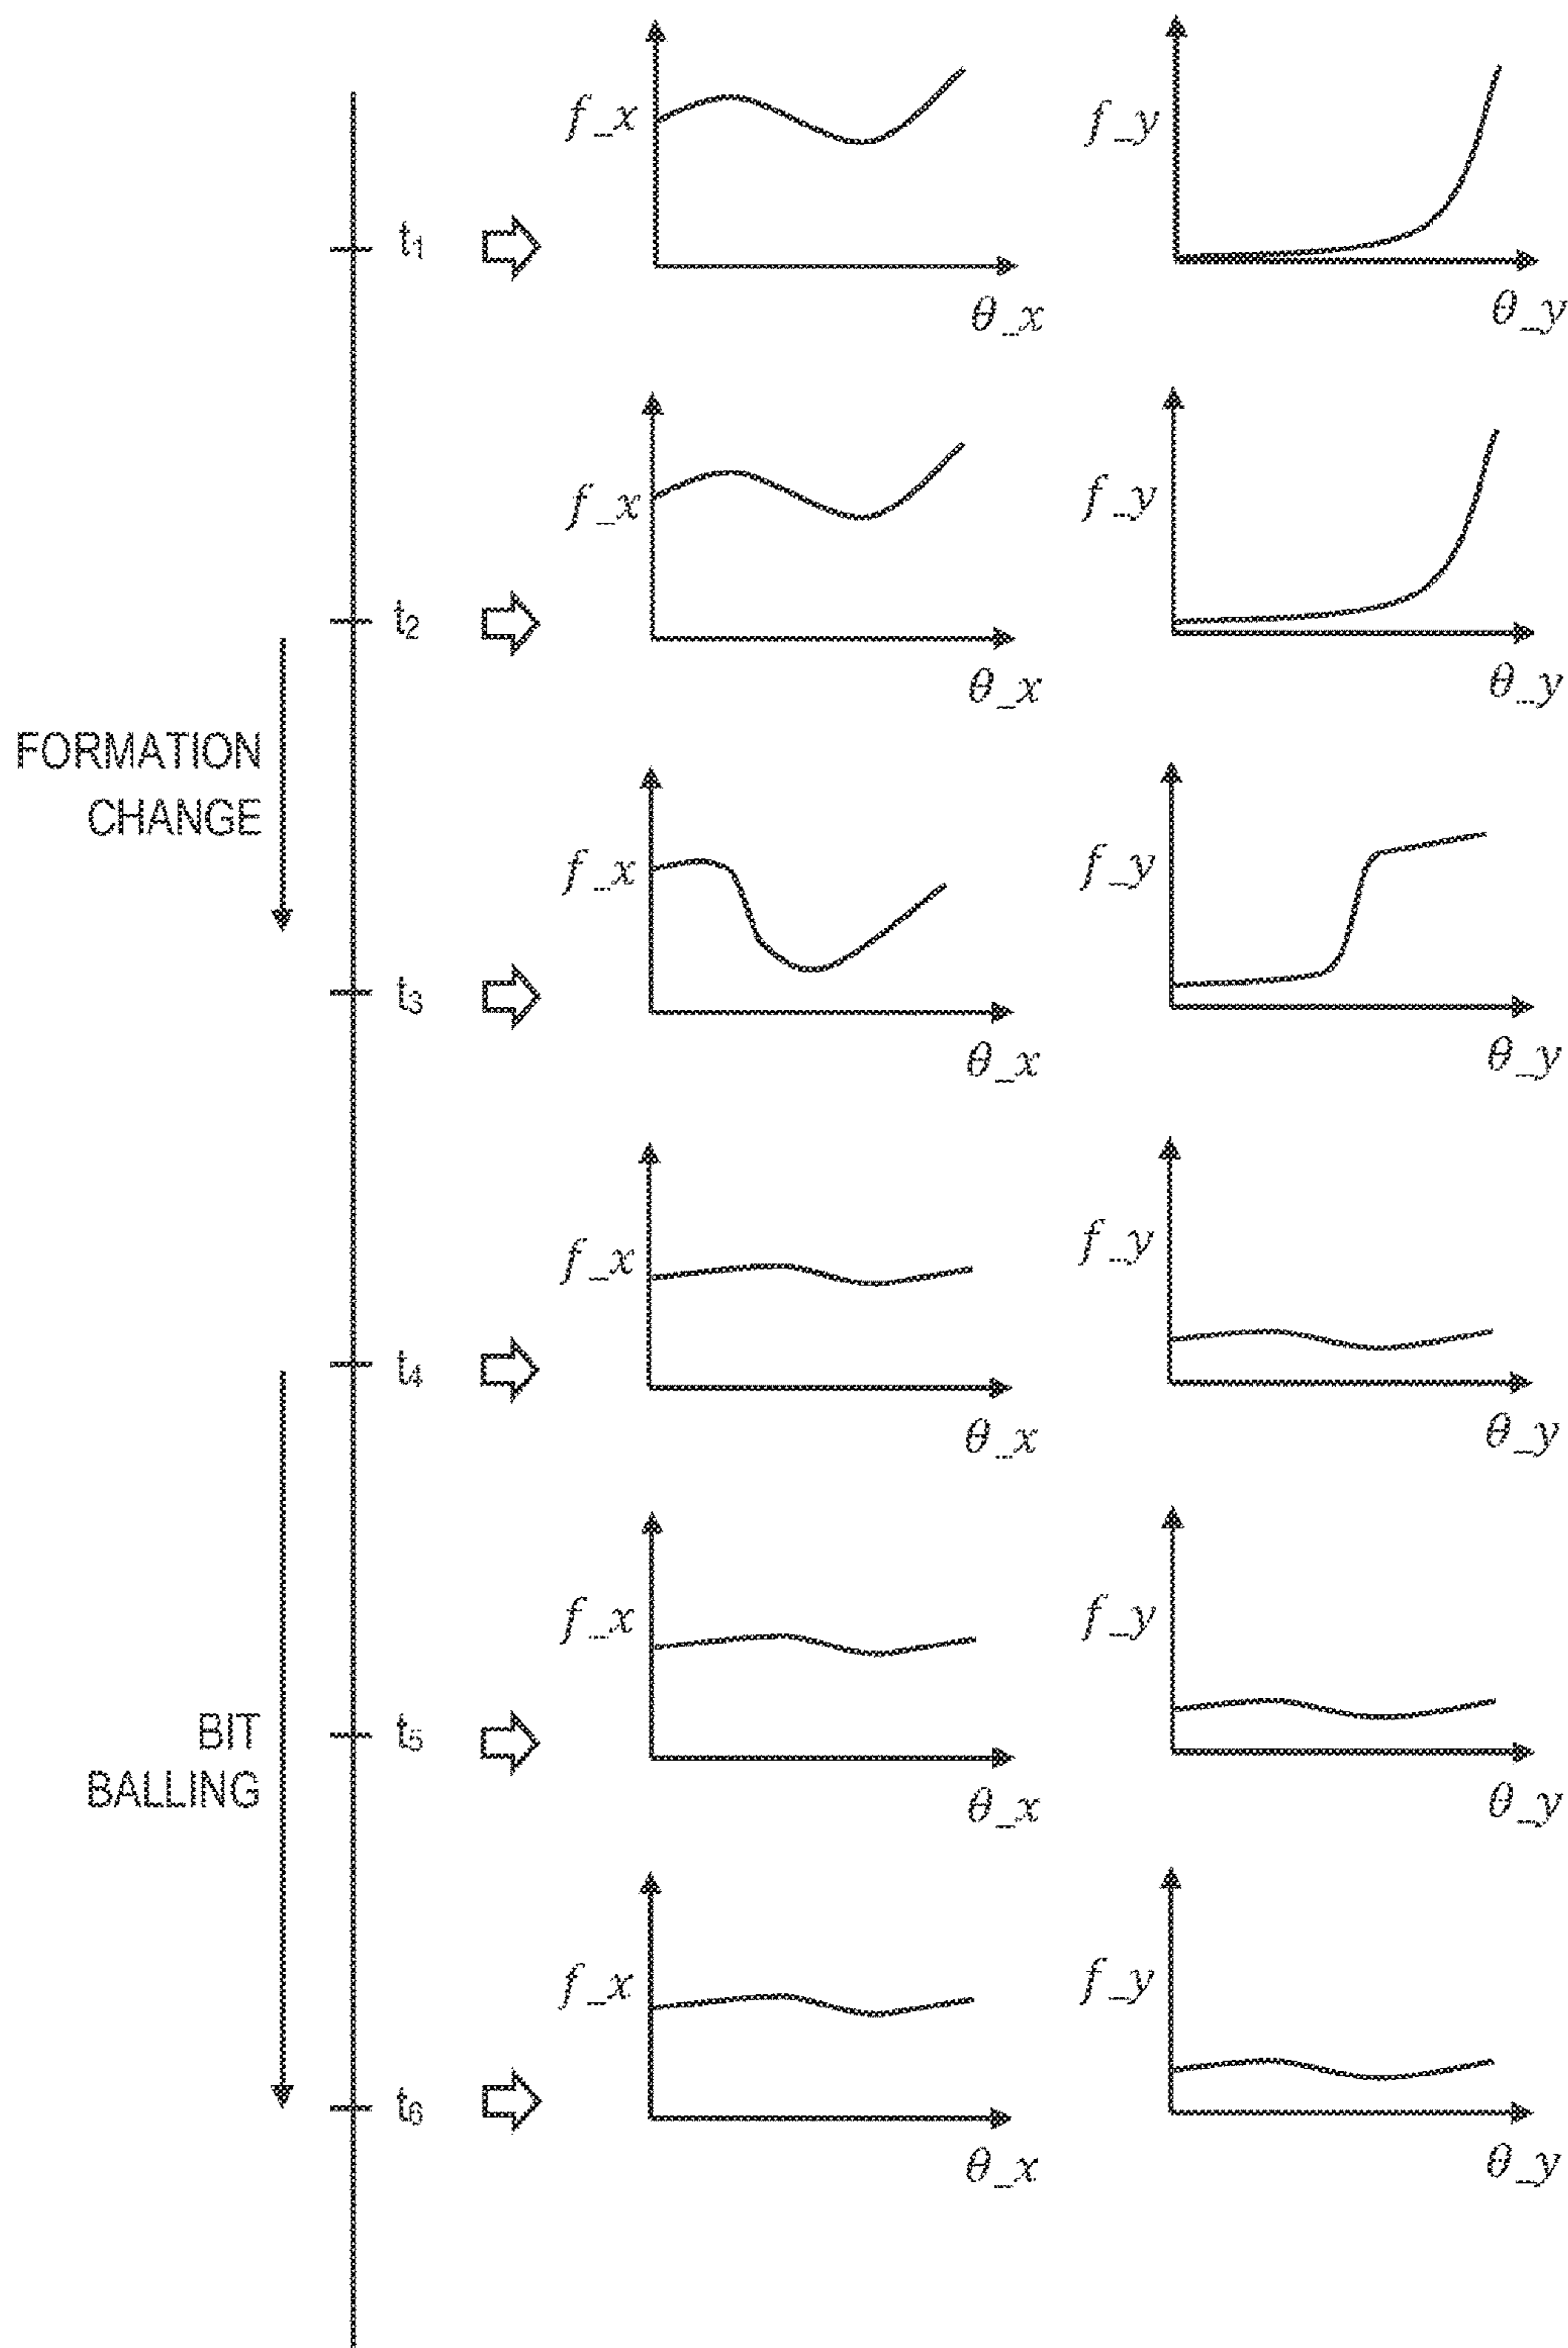 f_x
f_y
t1
θ_x
θ_y
f_x
f_y
t2
θ_x
θ_y
FORMATION
CHANGE
f_x
f_y
t3
θ_x
θ_y
f_x
f_y
t4
θ_x
θ_y
f_x
f_y
BIT
BALLING
t5
θ_x
θ_y
f_x
f_y
t6
θ_x
θ_y